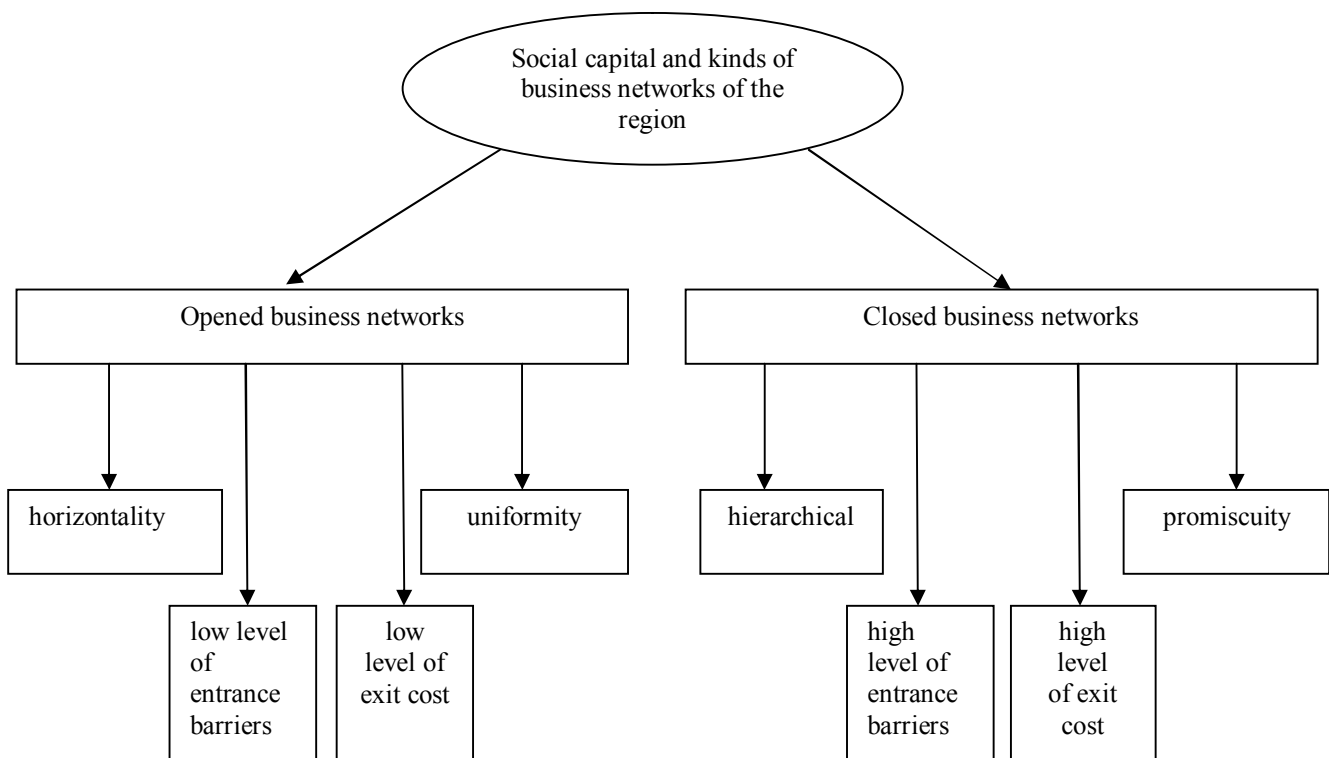 Social capital and kinds of
business networks of the
region
Opened business networks
Closed business networks
horizontality
uniformity
hierarchical
promiscuity
low level
of
entrance
barriers
low
level of
exit cost
high
level of
entrance
barriers
high
level
of exit
cost